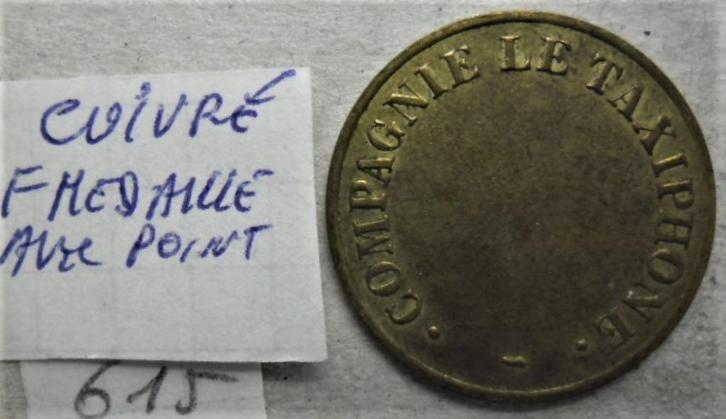 CUIVRÉ
F MEDAILLE
AVEC POINT
615
· COMPAGNIE LE TAXIPHONE ·